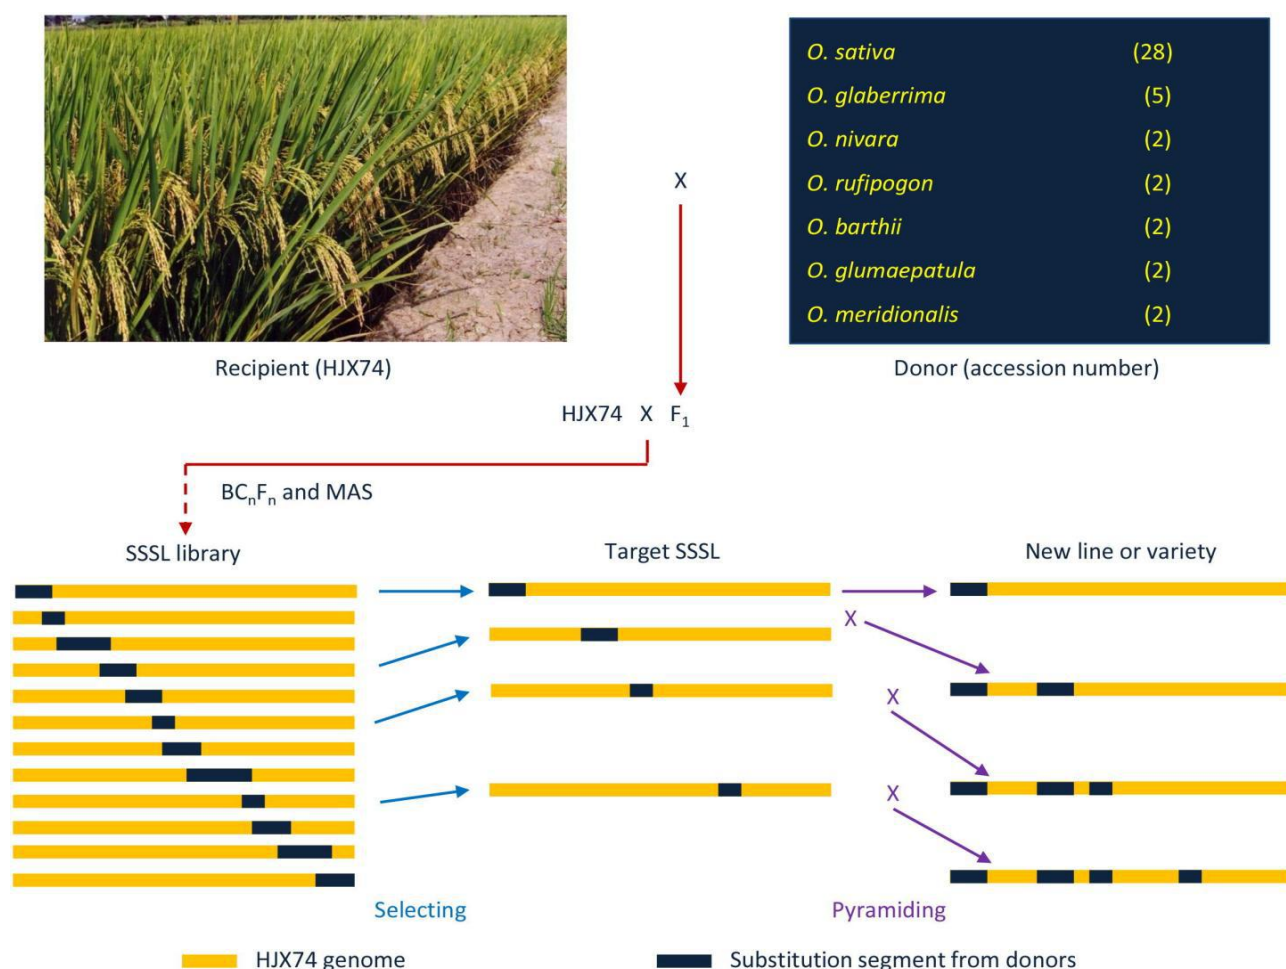 O. sativa (28)
O. glaberrima (5)
O. nivara (2)
O. rufipogon (2)
X
O. barthii (2)
O. glumaepatula (2)
O. meridionalis (2)
Recipient (HJX74)
Donor (accession number)
HJX74 X F₁
BCₙFₙ and MAS
SSSL library
Target SSSL
New line or variety
X
X
X
Selecting
Pyramiding
HJX74 genome
Substitution segment from donors